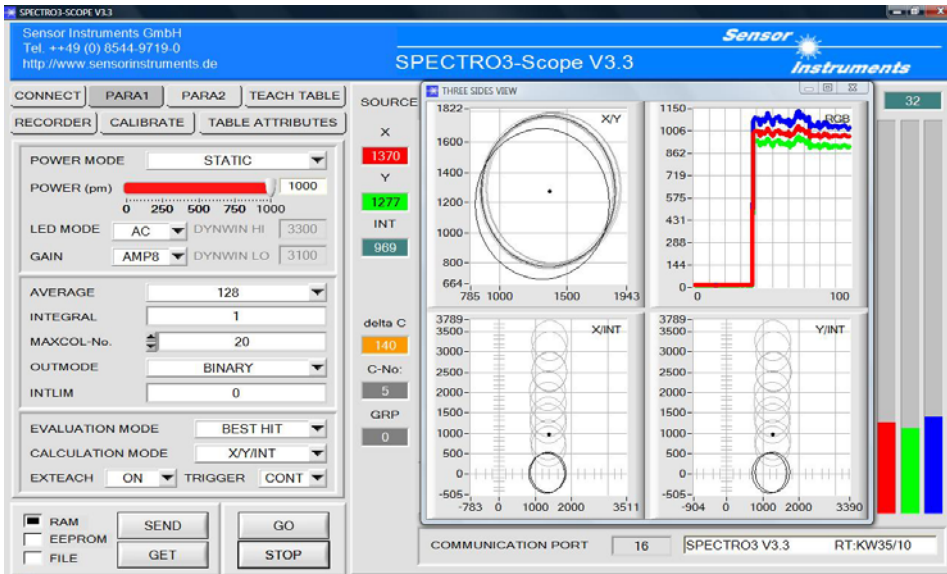 SPECTRO3-SCOPE V3.3
Sensor Instruments GmbH
Tel. ++49 (0) 8544-9719-0
http://www.sensorinstruments.de
SPECTRO3-Scope V3.3
Sensor
Instruments
CONNECT PARA1 PARA2 TEACH TABLE
RECORDER CALIBRATE TABLE ATTRIBUTES
POWER MODE STATIC
POWER (pm) 1000
0 250 500 750 1000
LED MODE AC DYNWIN HI 3300
GAIN AMP8 DYNWIN LO 3100
AVERAGE 128
INTEGRAL 1
MAXCOL-No. 20
OUTMODE BINARY
INTLIM 0
EVALUATION MODE BEST HIT
CALCULATION MODE X/Y/INT
EXTEACH ON TRIGGER CONT
RAM
EEPROM
FILE
SEND GO
GET STOP
SOURCE
X
1370
Y
1277
INT
969
delta C
140
C-No:
5
GRP
0
THREE SIDES VIEW
X/Y
1822
1600
1400
1200
1000
800
664
785 1000 1500 1943
RGB
1150
1006
862
719
575
431
288
144
0
0 100
X/INT
3789
3500
3000
2500
2000
1500
1000
500
0
-505
-783 0 1000 2000 3511
Y/INT
3789
3500
3000
2500
2000
1500
1000
500
0
-505
-904 0 1000 2000 3390
32
COMMUNICATION PORT 16 SPECTRO3 V3.3 RT:KW35/10